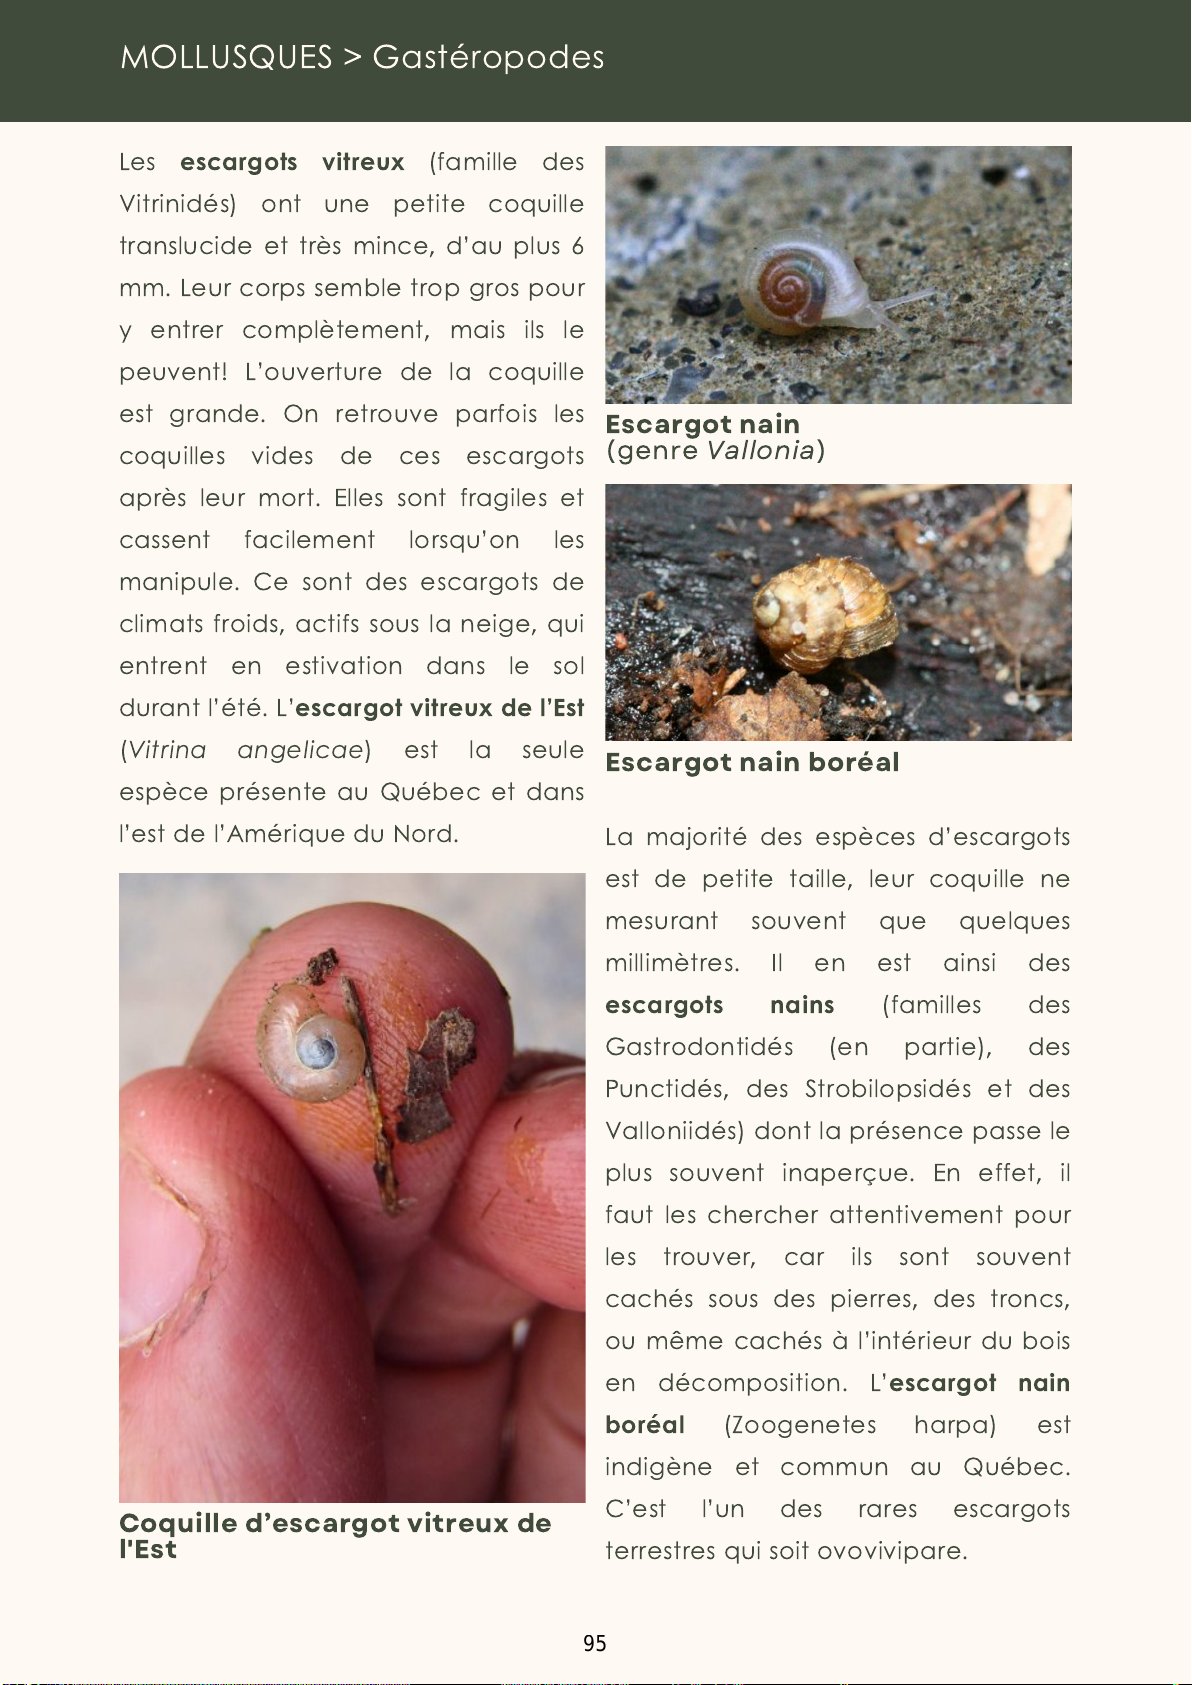 MOLLUSQUES > Gastéropodes
Les escargots vitreux (famille des
Vitrinidés) ont une petite coquille
translucide et très mince, d’au plus 6
mm. Leur corps semble trop gros pour
y entrer complètement, mais ils le
peuvent! L’ouverture de la coquille
est grande. On retrouve parfois les
coquilles vides de ces escargots
après leur mort. Elles sont fragiles et
cassent facilement lorsqu’on les
manipule. Ce sont des escargots de
climats froids, actifs sous la neige, qui
entrent en estivation dans le sol
durant l’été. L’escargot vitreux de l’Est
(Vitrina angelicae) est la seule
espèce présente au Québec et dans
l’est de l’Amérique du Nord.
Coquille d’escargot vitreux de
l'Est
Escargot nain
(genre Vallonia)
Escargot nain boréal
La majorité des espèces d’escargots
est de petite taille, leur coquille ne
mesurant souvent que quelques
millimètres. Il en est ainsi des
escargots nains (familles des
Gastrodontidés (en partie), des
Punctidés, des Strobilopsidés et des
Valloniidés) dont la présence passe le
plus souvent inaperçue. En effet, il
faut les chercher attentivement pour
les trouver, car ils sont souvent
cachés sous des pierres, des troncs,
ou même cachés à l’intérieur du bois
en décomposition. L’escargot nain
boréal (Zoogenetes harpa) est
indigène et commun au Québec.
C’est l’un des rares escargots
terrestres qui soit ovovivipare.
95